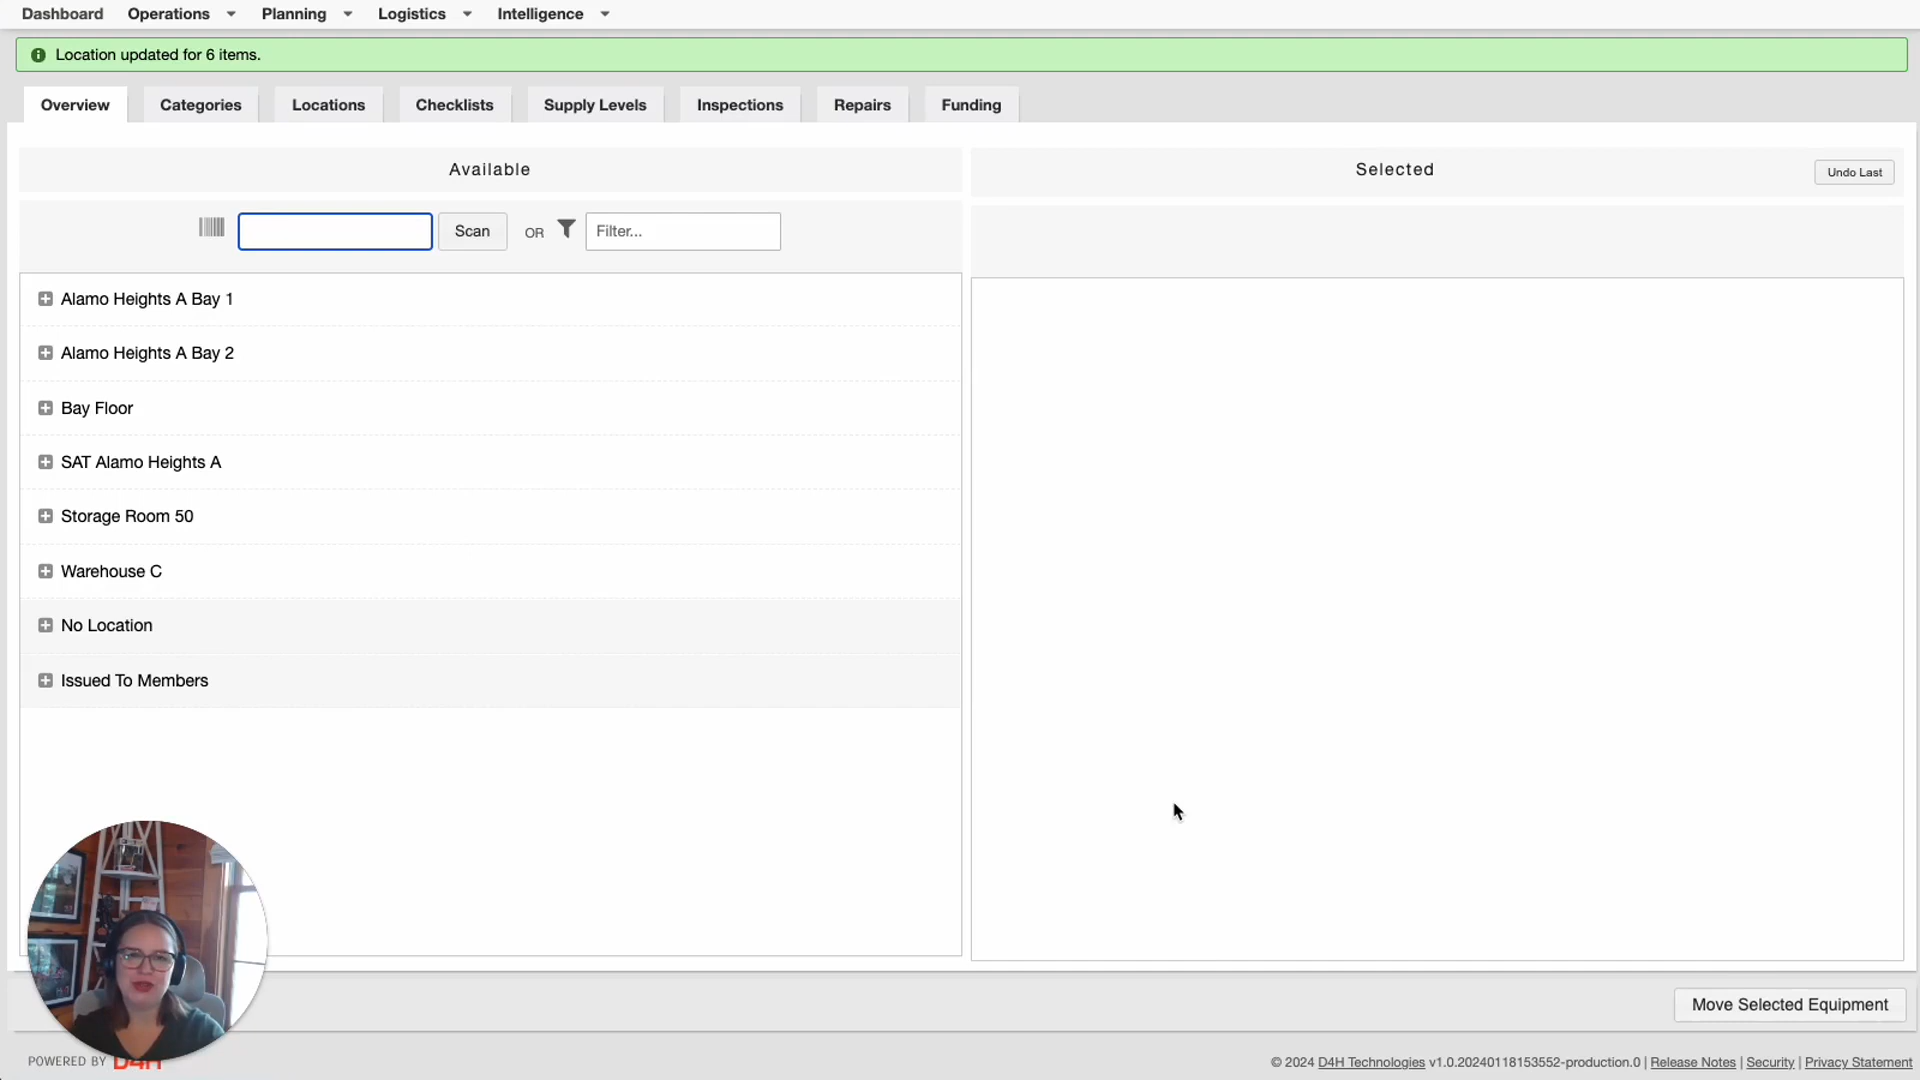 Dashboard Operations Planning Logistics Intelligence
Location updated for 6 items.
Overview Categories Locations Checklists Supply Levels Inspections Repairs Funding
Available
Selected
Undo Last
Scan OR Filter...
Alamo Heights A Bay 1
Alamo Heights A Bay 2
Bay Floor
SAT Alamo Heights A
Storage Room 50
Warehouse C
No Location
Issued To Members
Move Selected Equipment
POWERED BY D4H
© 2024 D4H Technologies v1.0.20240118153552-production.0 | Release Notes | Security | Privacy Statement